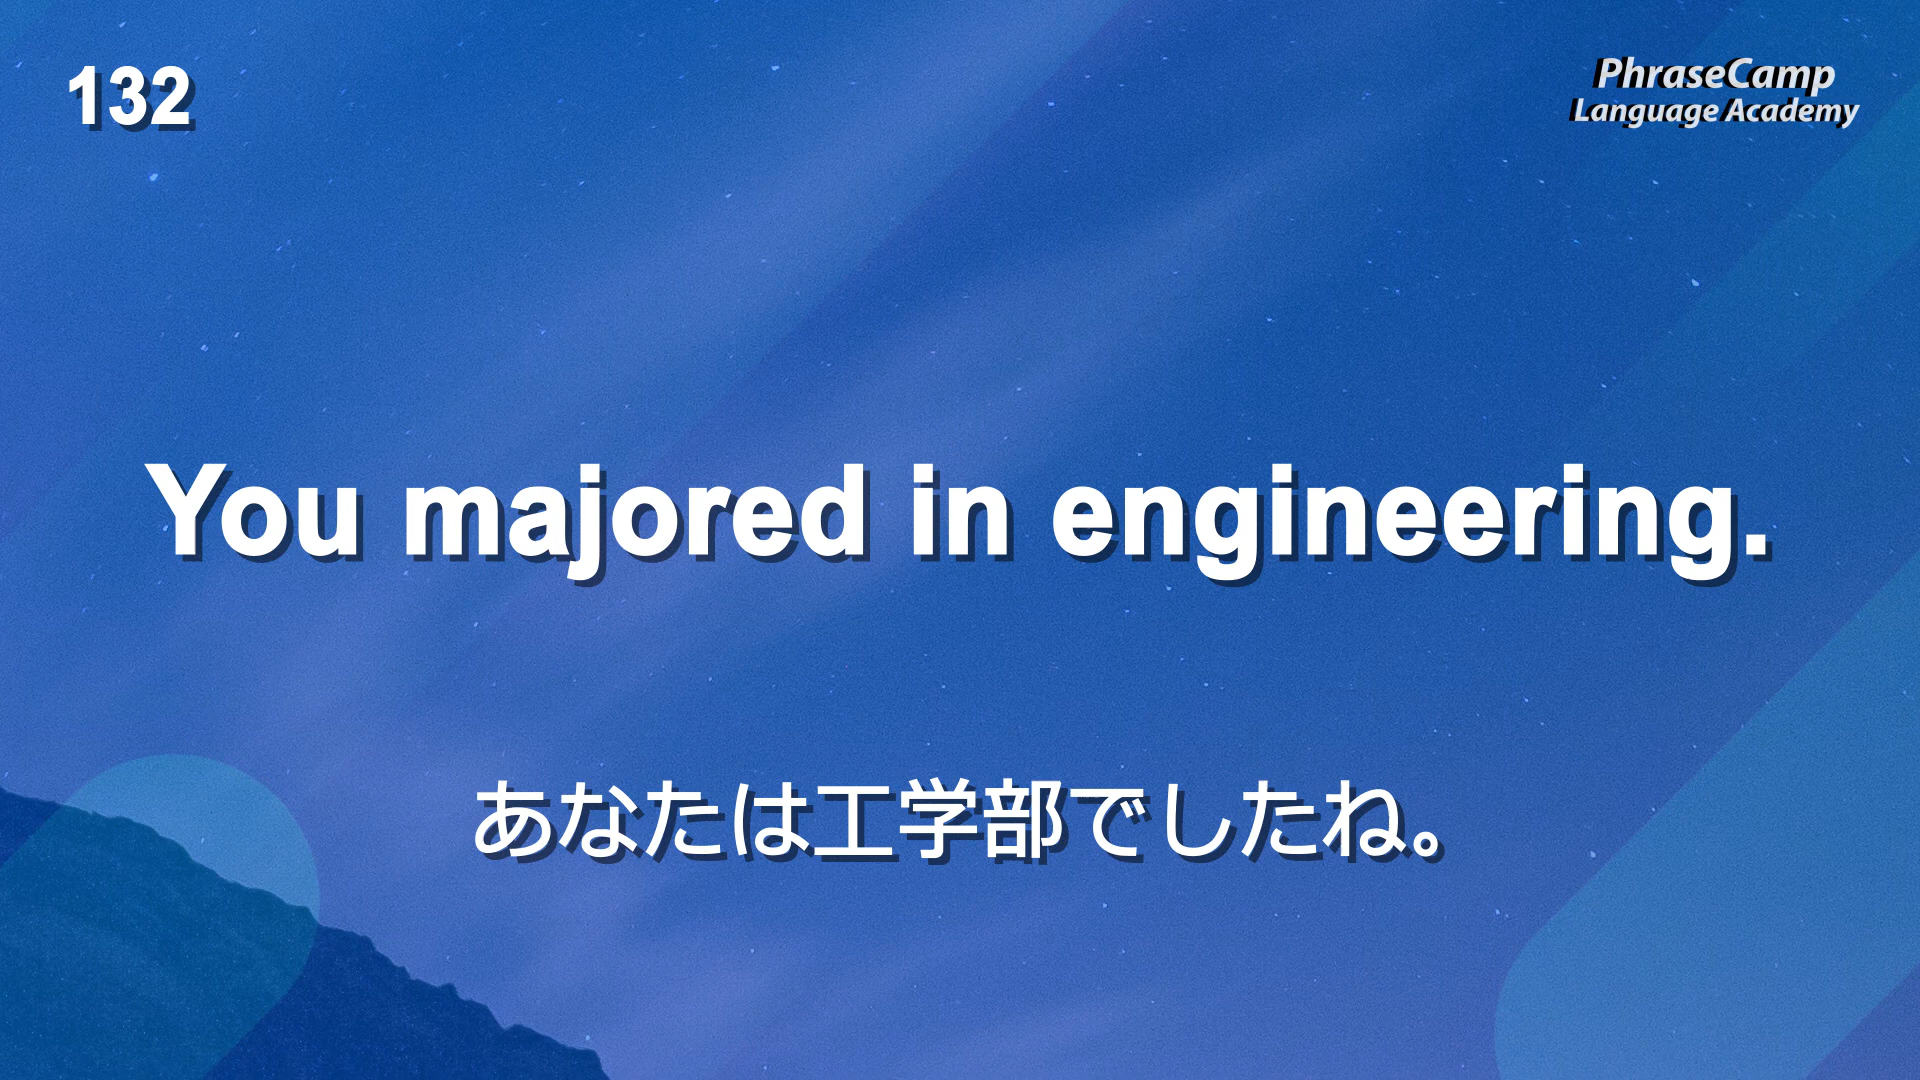 132
PhraseCamp
Language Academy
You majored in engineering.
あなたは工学部でしたね。